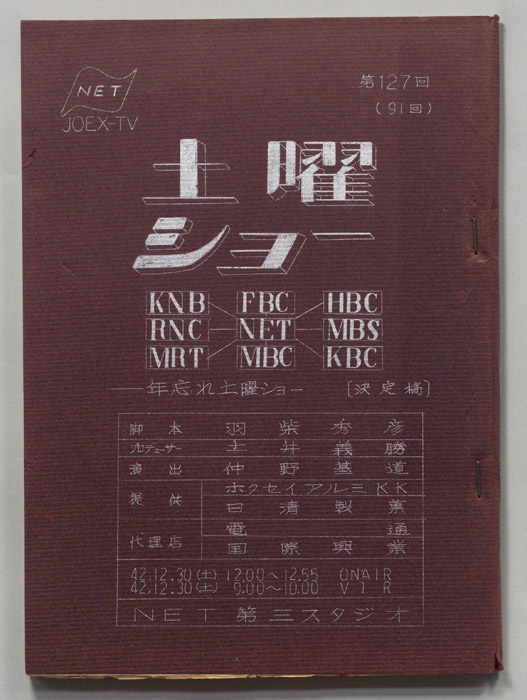 NET
JOEX-TV
第127回
(91回)
土曜
ショー
KNB FBC HBC
RNC NET MBS
MRT MBC KBC
——年忘れ土曜ショー [決定稿]
脚本 羽柴秀彦
プロデューサー 土井義勝
演出 仲野基道
提供 ホクセイアルミKK
日清製菓
代理店 電通
国際興業
42.12.30(土) 12.00～12.55 ONAIR
42.12.30(土) 9.00～10.00 VTR
NET第三スタジオ